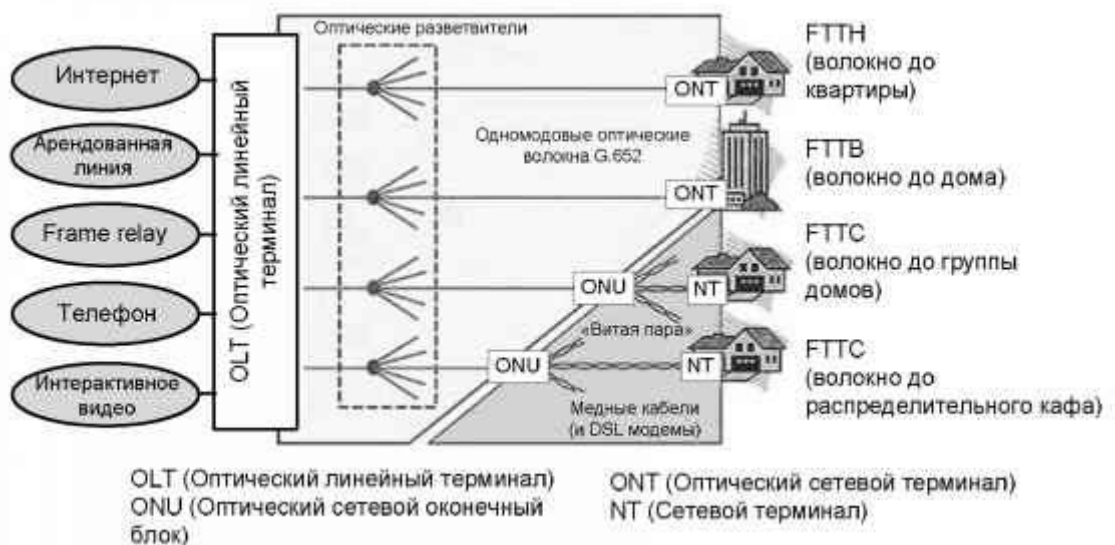 Оптические разветвители
Интернет
Арендованная
линия
Frame relay
Телефон
Интерактивное
видео
OLT (Оптический линейный
терминал)
Одномодовые оптические
волокна G.652
ONT
ONT
ONU
NT
«Витая пара»
ONU
NT
Медные кабели
(и DSL модемы)
FTTH
(волокно до
квартиры)
FTTB
(волокно до дома)
FTTC
(волокно до группы
домов)
FTTC
(волокно до
распределительного кафа)
OLT (Оптический линейный терминал)
ONU (Оптический сетевой оконечный
блок)
ONT (Оптический сетевой терминал)
NT (Сетевой терминал)